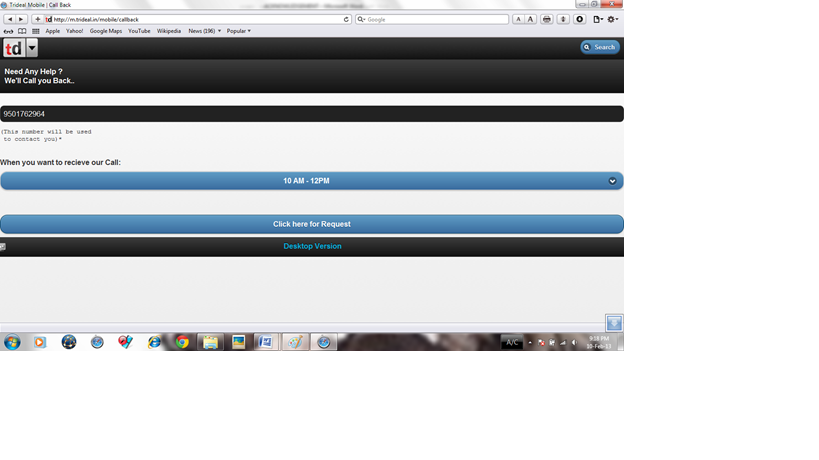 Trideal Mobile | Call Back
td http://m.trideal.in/mobile/callback
Google
A A
Apple Yahoo! Google Maps YouTube Wikipedia News (196) Popular
td
Search
Need Any Help ?
We'll Call you Back..
9501762964
(This number will be used
to contact you)*
When you want to recieve our Call:
10 AM - 12PM
Click here for Request
Desktop Version
A/C
9:18 PM
10-Feb-13